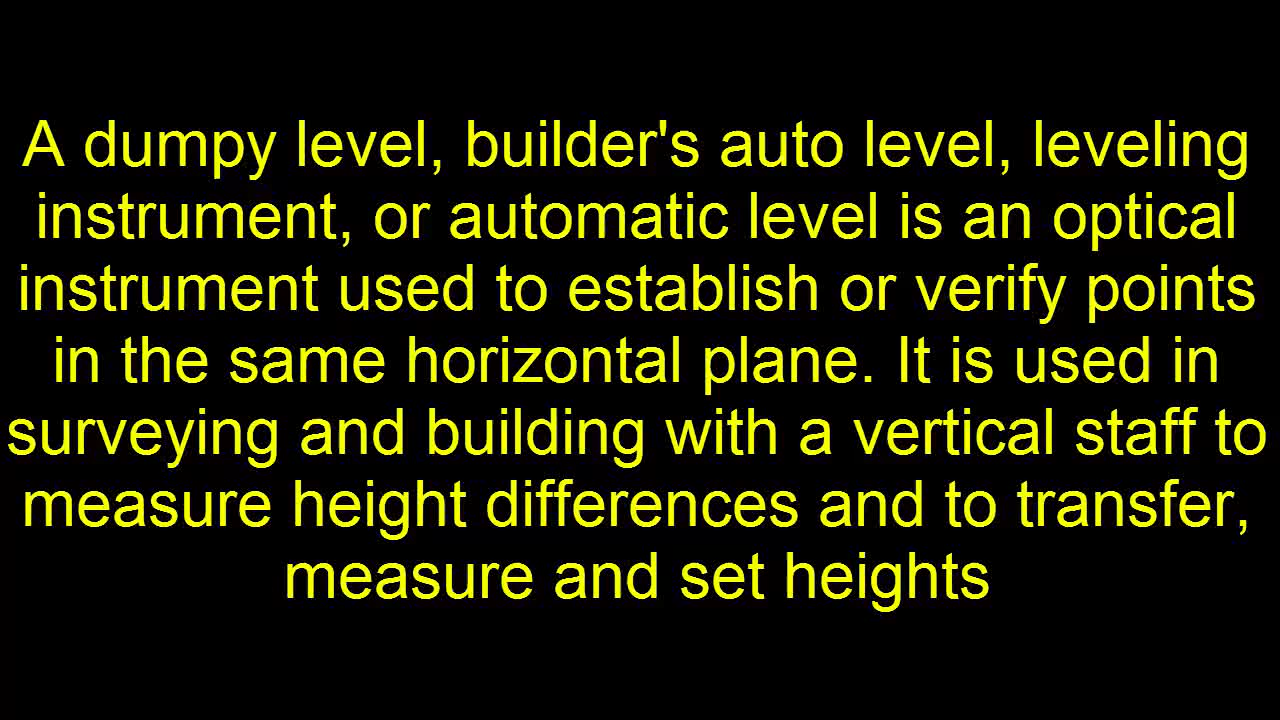 A dumpy level, builder's auto level, leveling
instrument, or automatic level is an optical
instrument used to establish or verify points
in the same horizontal plane. It is used in
surveying and building with a vertical staff to
measure height differences and to transfer,
measure and set heights